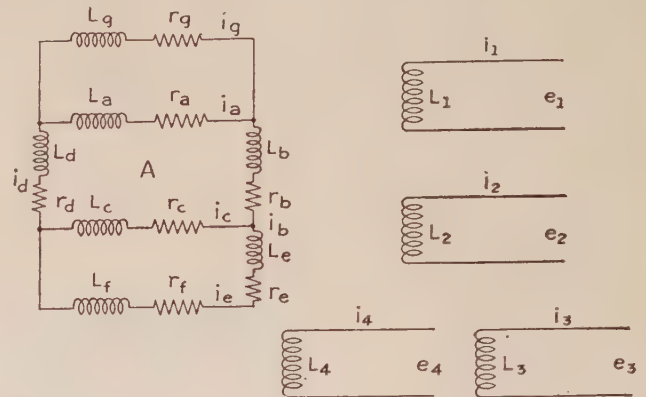 Lg rg ig
i1
La ra ia
L1 e1
Ld Lb
A
id rd Lc rc ic rb
ib
i2
Le
L2 e2
Lf rf ie re
i4 i3
L4 e4 L3 e3